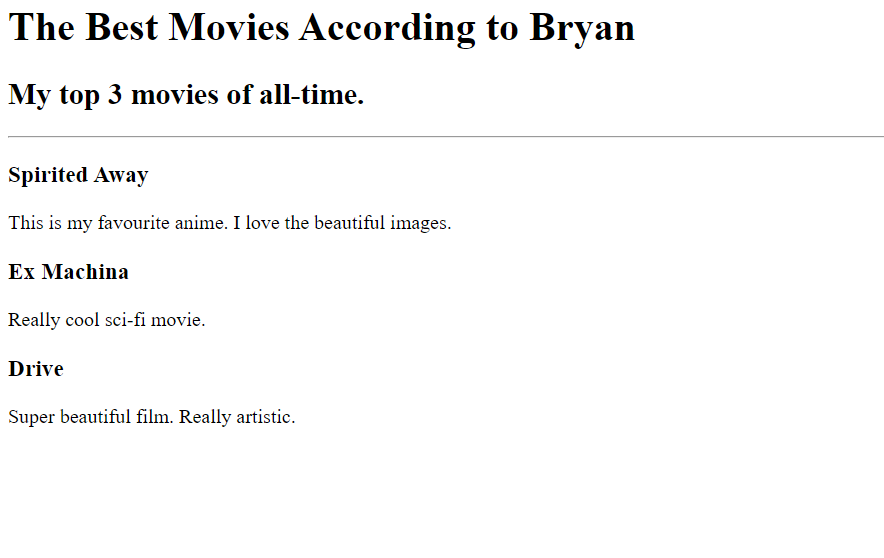 The Best Movies According to Bryan
My top 3 movies of all-time.
Spirited Away
This is my favourite anime. I love the beautiful images.
Ex Machina
Really cool sci-fi movie.
Drive
Super beautiful film. Really artistic.